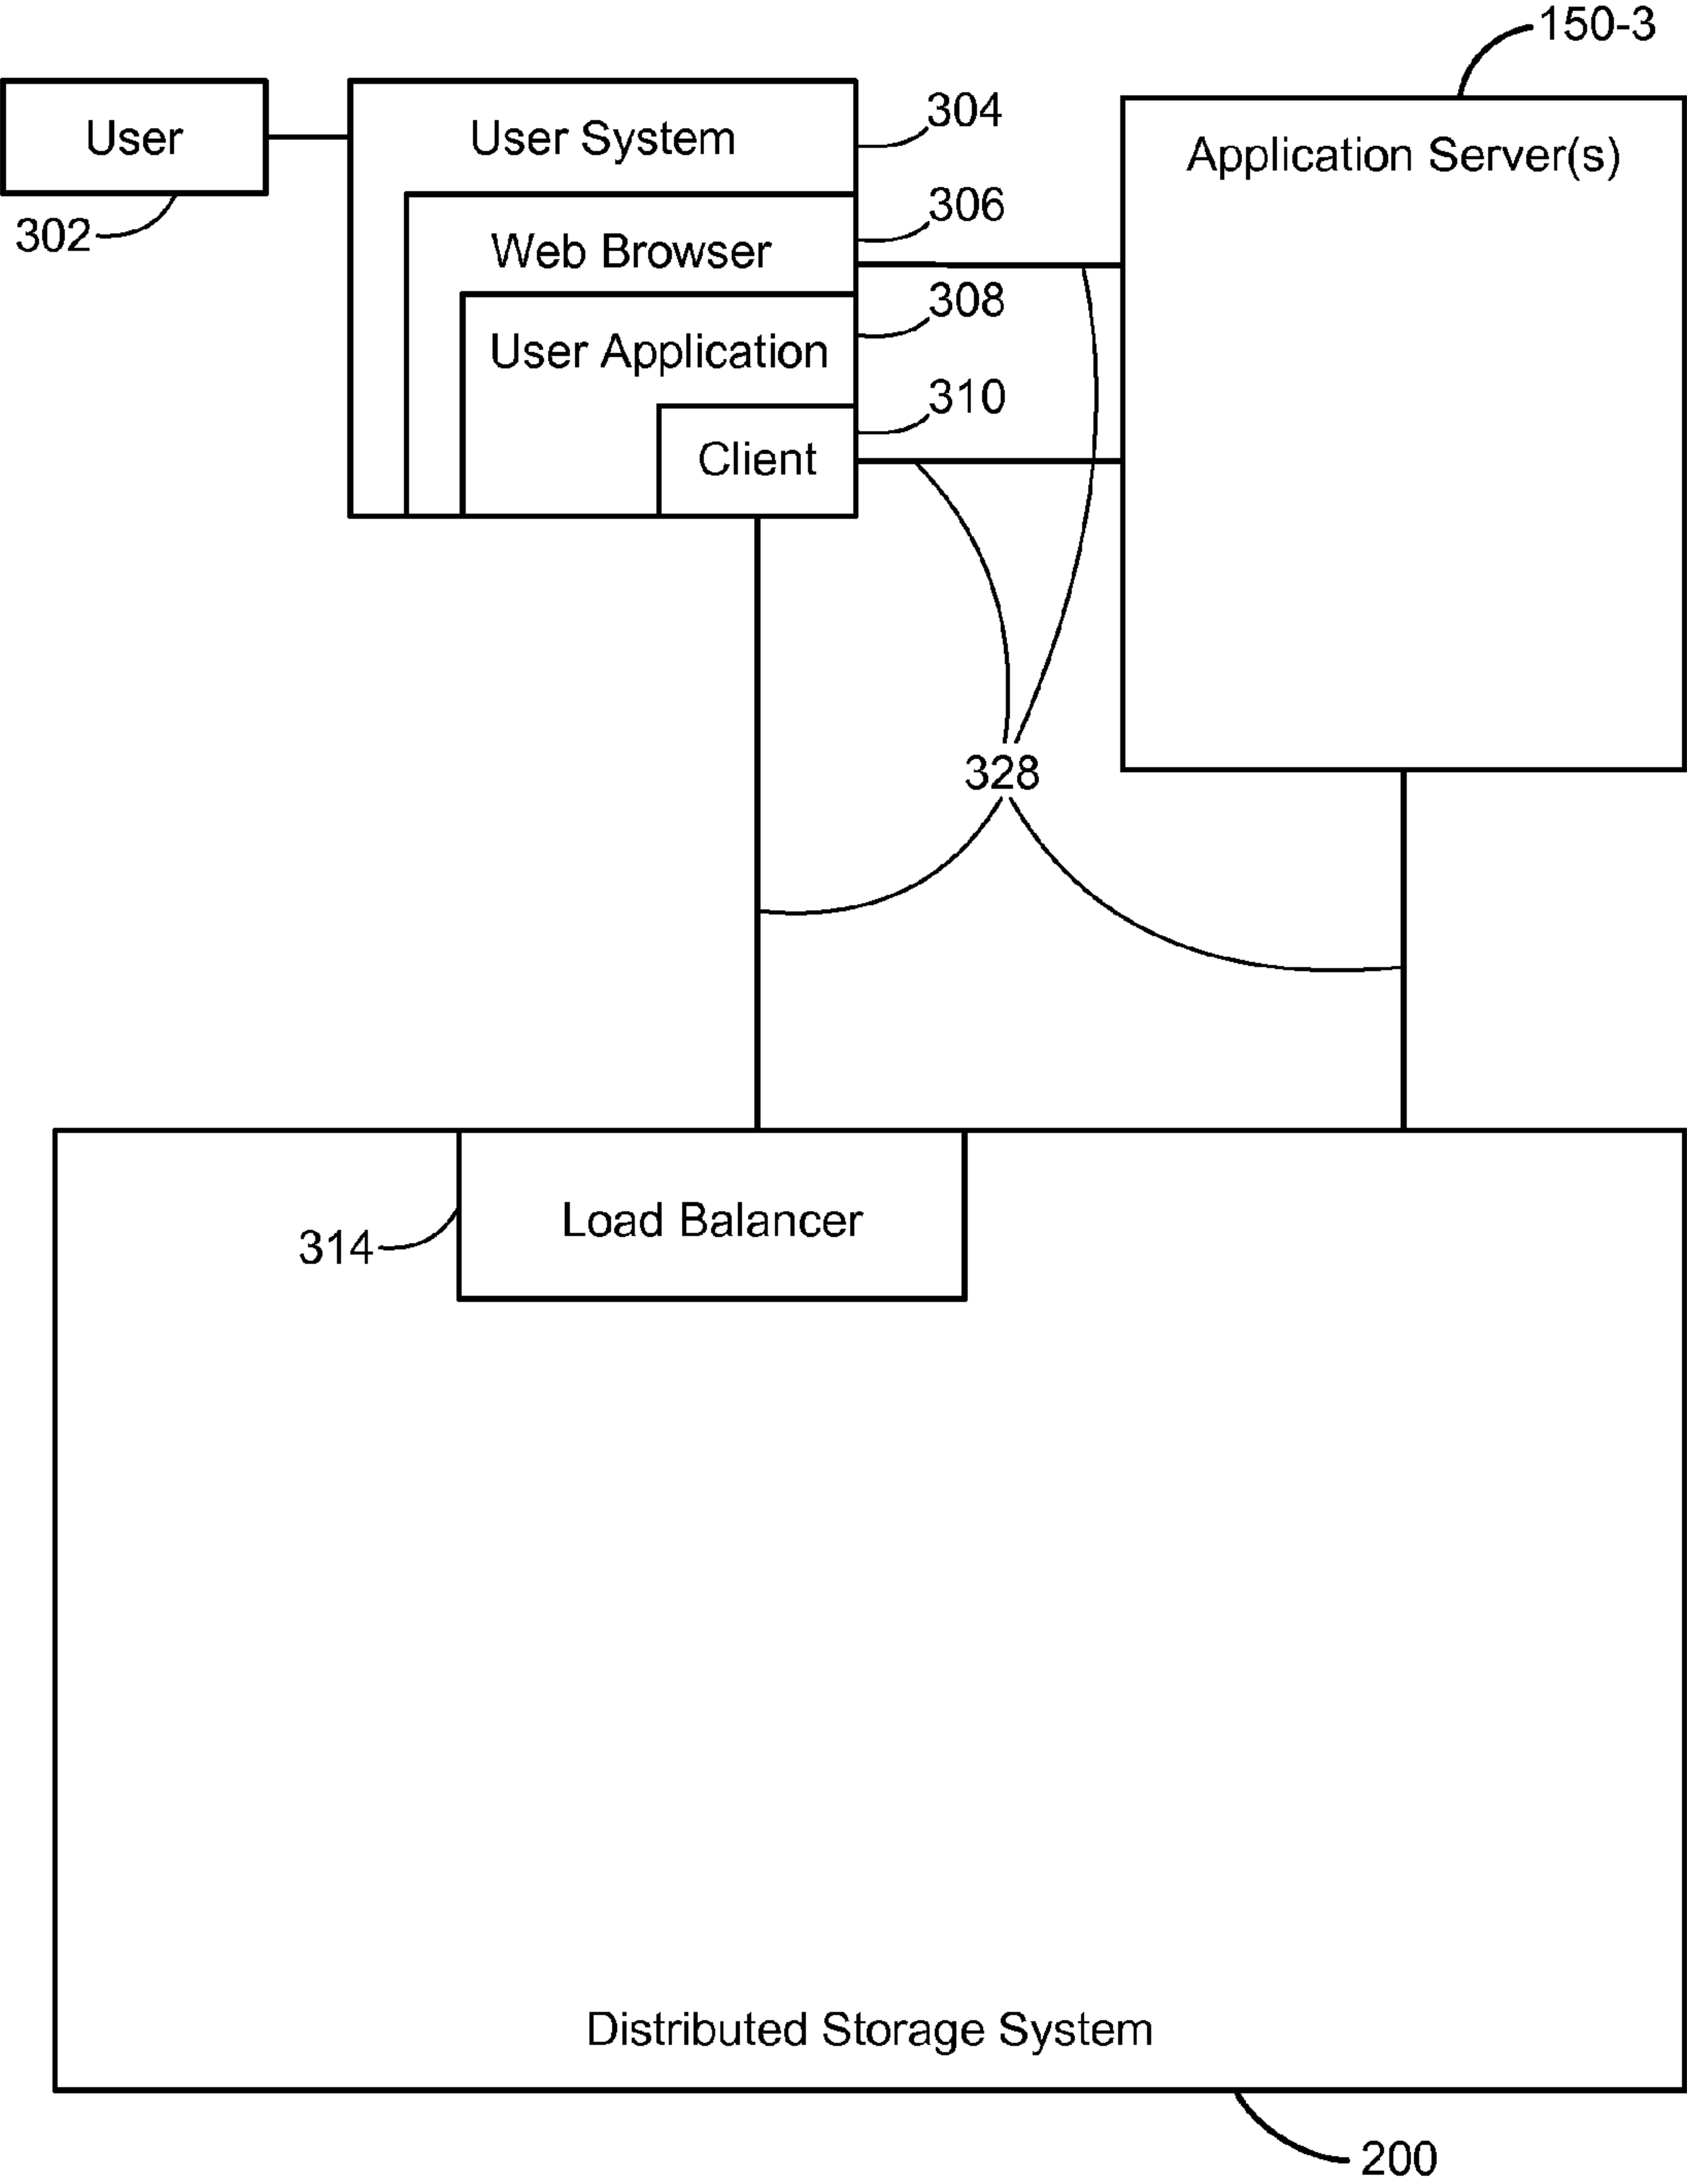 150-3
User
User System
304
Application Server(s)
302
306
Web Browser
308
User Application
310
Client
328
Load Balancer
314
Distributed Storage System
200